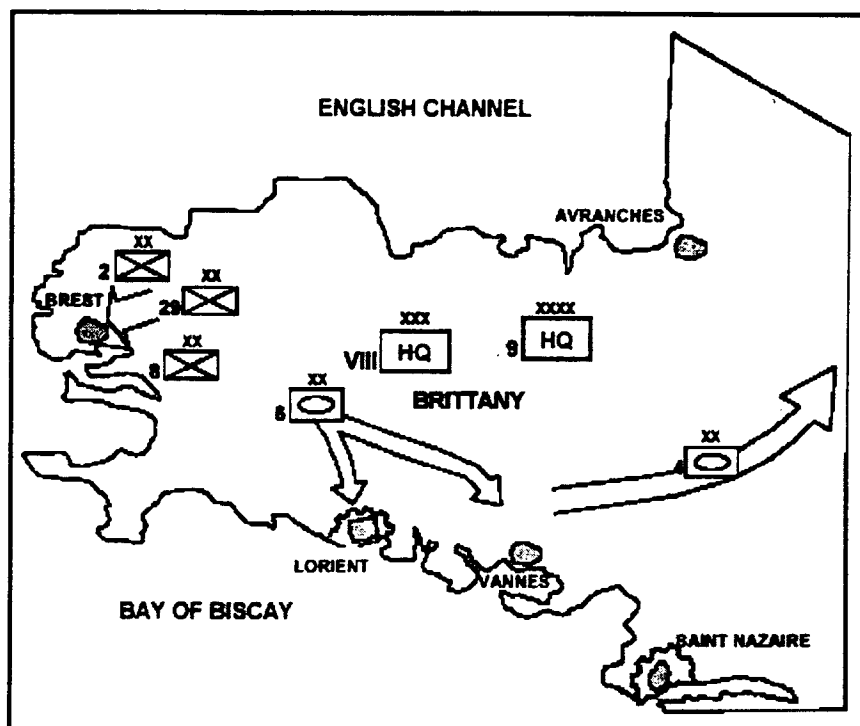 ENGLISH CHANNEL
AVRANCHES
XX
2
XX
BREST
29
XX
8
XXX
VIII HQ
XXXX
9 HQ
BRITTANY
XX
6
XX
4
LORIENT
VANNES
BAY OF BISCAY
SAINT NAZAIRE